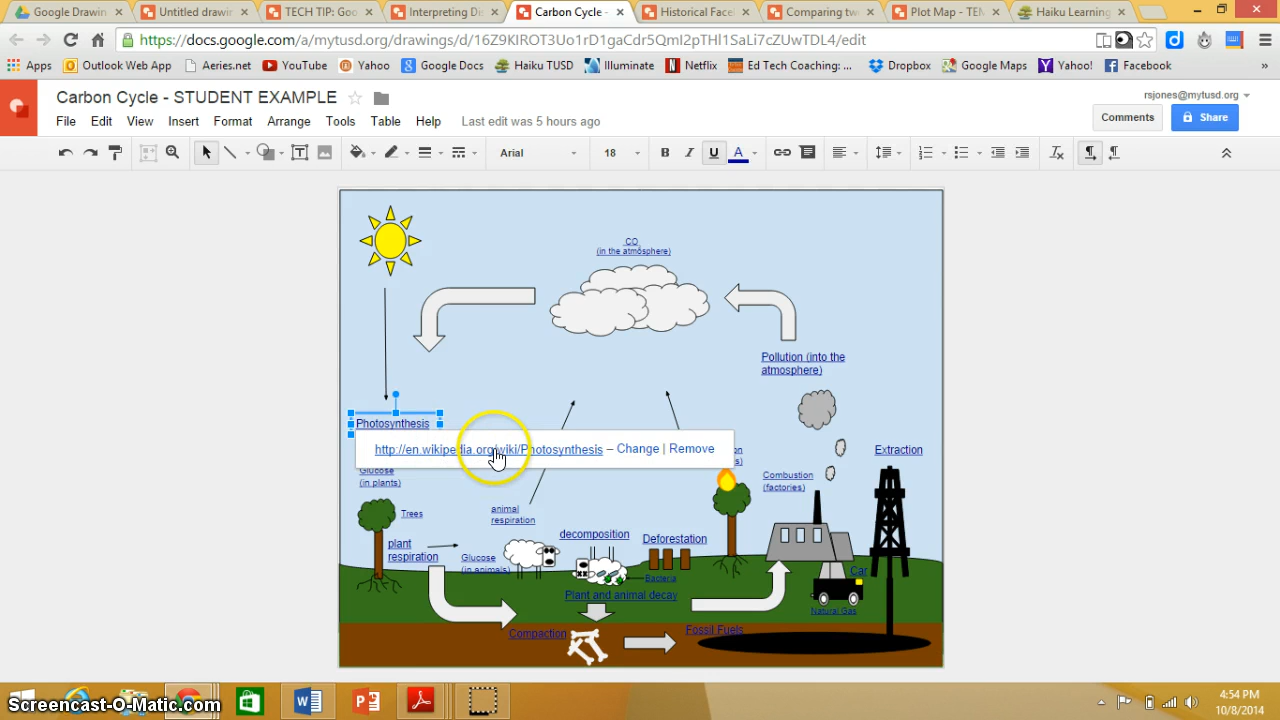 Google Drawin
Untitled drawin
TECH TIP: Goo
Interpreting Dis
Carbon Cycle -
Historical Facel
Comparing tw
Plot Map - TEM
Haiku Learning
https://docs.google.com/a/mytusd.org/drawings/d/16Z9KIROT3Uo1rD1gaCdr5QmI2pTHl1SaLi7cZUwTDL4/edit
Apps
Outlook Web App
Aeries.net
YouTube
Yahoo
Google Docs
Haiku TUSD
Illuminate
Netflix
Ed Tech Coaching:...
Dropbox
Google Maps
Yahoo!
Facebook
»
Carbon Cycle - STUDENT EXAMPLE
rsjones@mytusd.org
File Edit View Insert Format Arrange Tools Table Help Last edit was 5 hours ago
Comments
Share
Arial
18
B I U A
CO
(in the atmosphere)
Pollution (into the
atmosphere)
Photosynthesis
http://en.wikipedia.org/wiki/Photosynthesis – Change | Remove
Extraction
Glucose
(in plants)
Combustion
(factories)
Trees
animal
respiration
plant
respiration
Glucose
(in animals)
decomposition
Deforestation
Bacteria
Car
Plant and animal decay
Natural Gas
Compaction
Fossil Fuels
Screencast-O-Matic.com
4:54 PM
10/8/2014